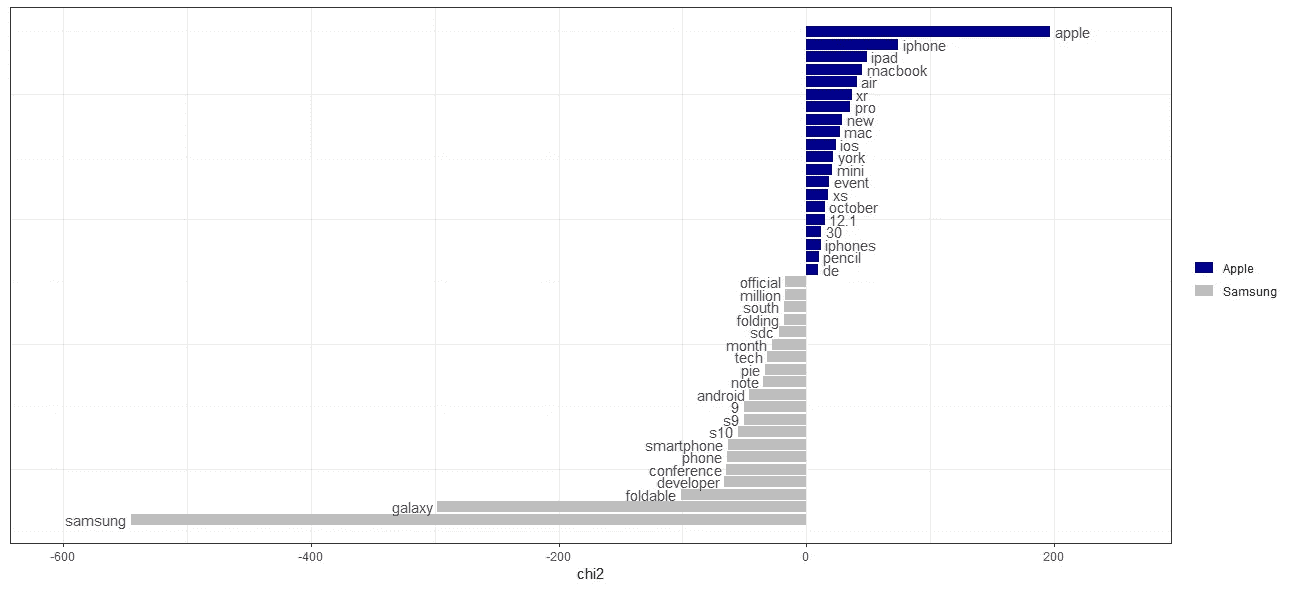 apple
iphone
ipad
macbook
air
xr
pro
new
mac
ios
york
mini
event
xs
october
12.1
30
iphones
pencil
de
official
million
south
folding
sdc
month
tech
pie
note
android
9
s9
s10
smartphone
phone
conference
developer
foldable
galaxy
samsung
-600 -400 -200 0 200
chi2
Apple
Samsung